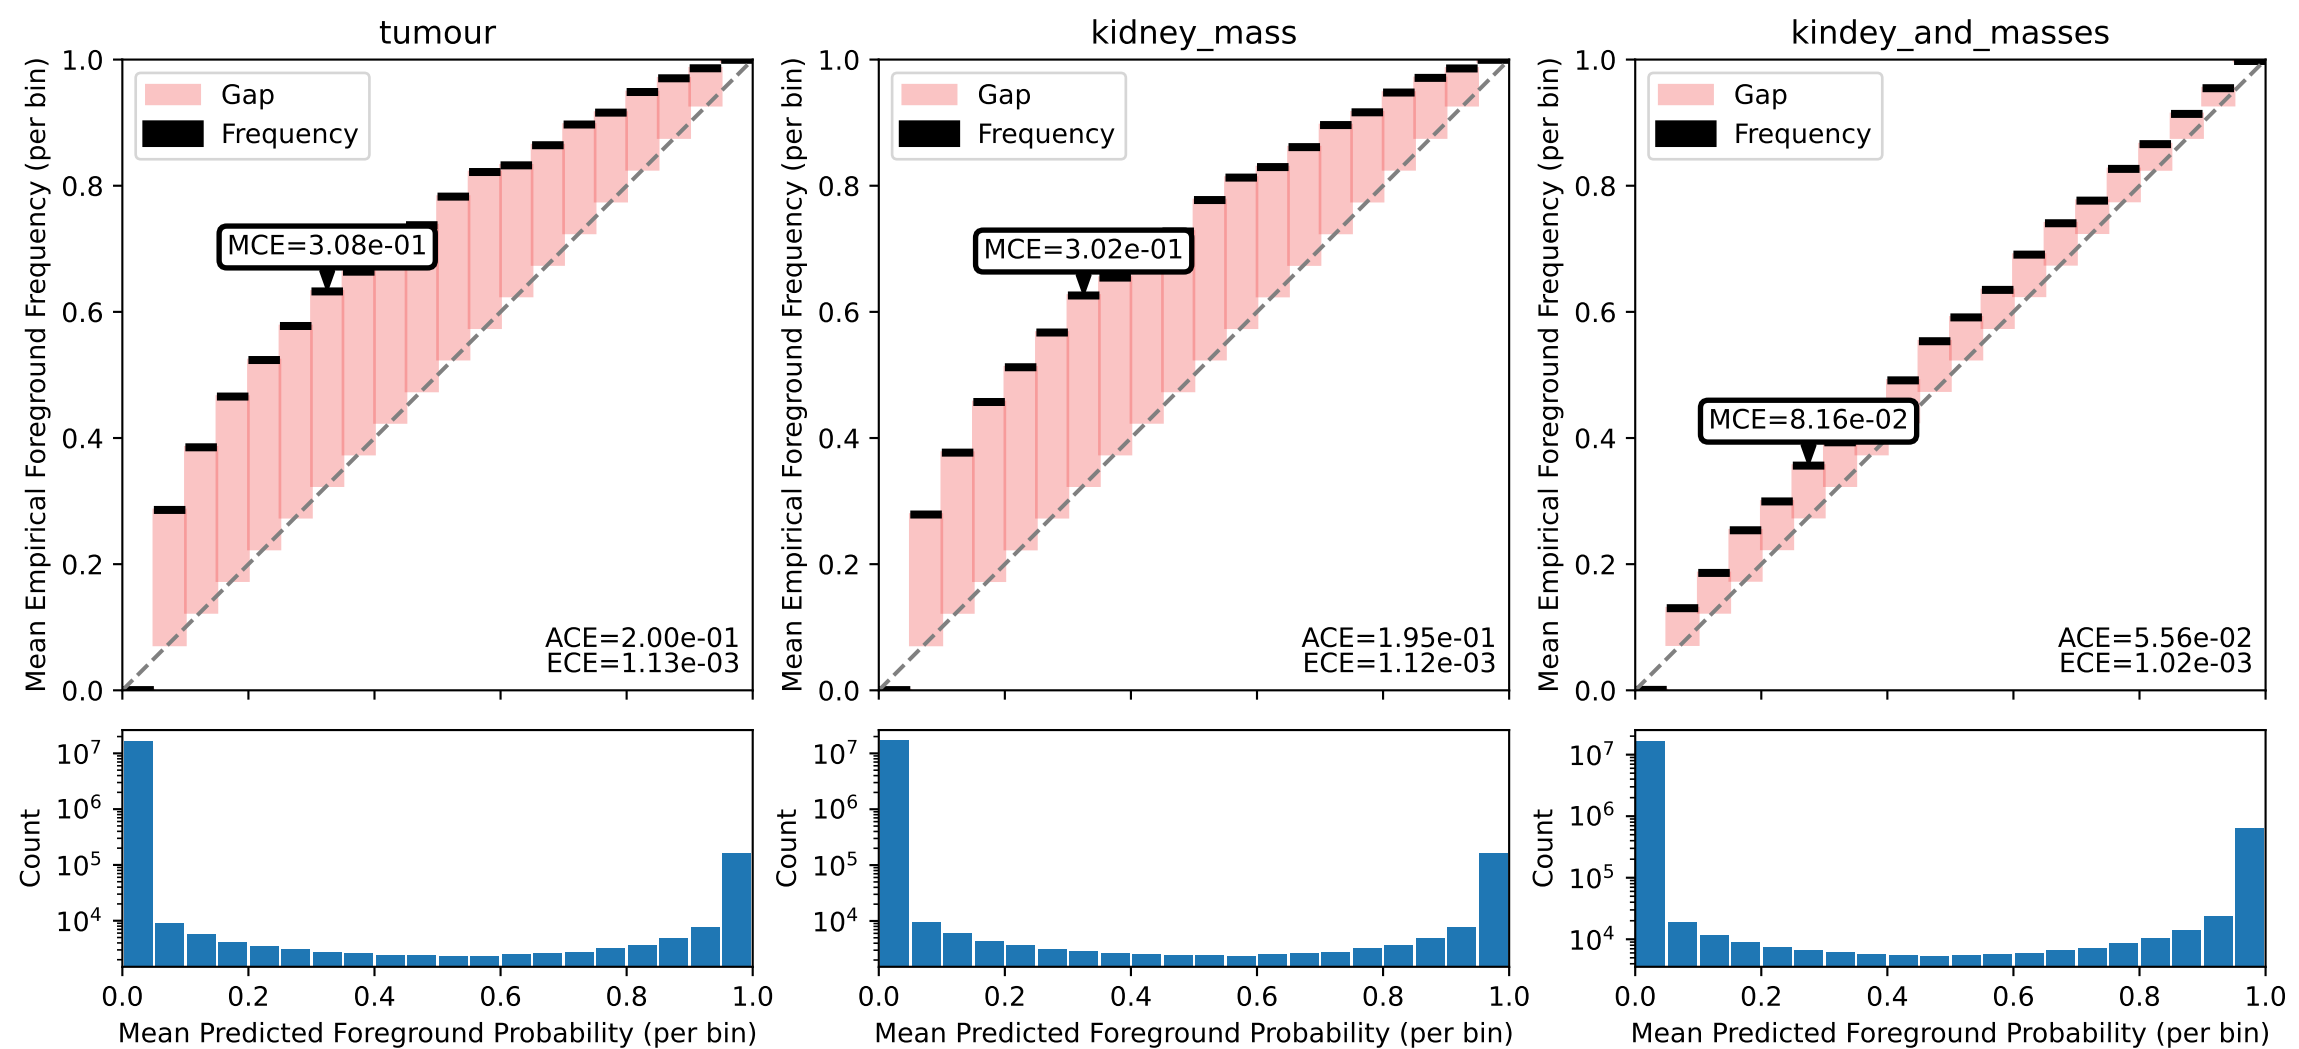 tumour
1.0
0.8
0.6
0.4
0.2
0.0
Mean Empirical Foreground Frequency (per bin)
Gap
Frequency
MCE=3.08e-01
ACE=2.00e-01
ECE=1.13e-03
kidney_mass
1.0
0.8
0.6
0.4
0.2
0.0
Mean Empirical Foreground Frequency (per bin)
Gap
Frequency
MCE=3.02e-01
ACE=1.95e-01
ECE=1.12e-03
kindey_and_masses
1.0
0.8
0.6
0.4
0.2
0.0
Mean Empirical Foreground Frequency (per bin)
Gap
Frequency
MCE=8.16e-02
ACE=5.56e-02
ECE=1.02e-03
10⁷
10⁶
10⁵
10⁴
Count
0.0 0.2 0.4 0.6 0.8 1.0
Mean Predicted Foreground Probability (per bin)
10⁷
10⁶
10⁵
10⁴
Count
0.0 0.2 0.4 0.6 0.8 1.0
Mean Predicted Foreground Probability (per bin)
10⁷
10⁶
10⁵
10⁴
Count
0.0 0.2 0.4 0.6 0.8 1.0
Mean Predicted Foreground Probability (per bin)